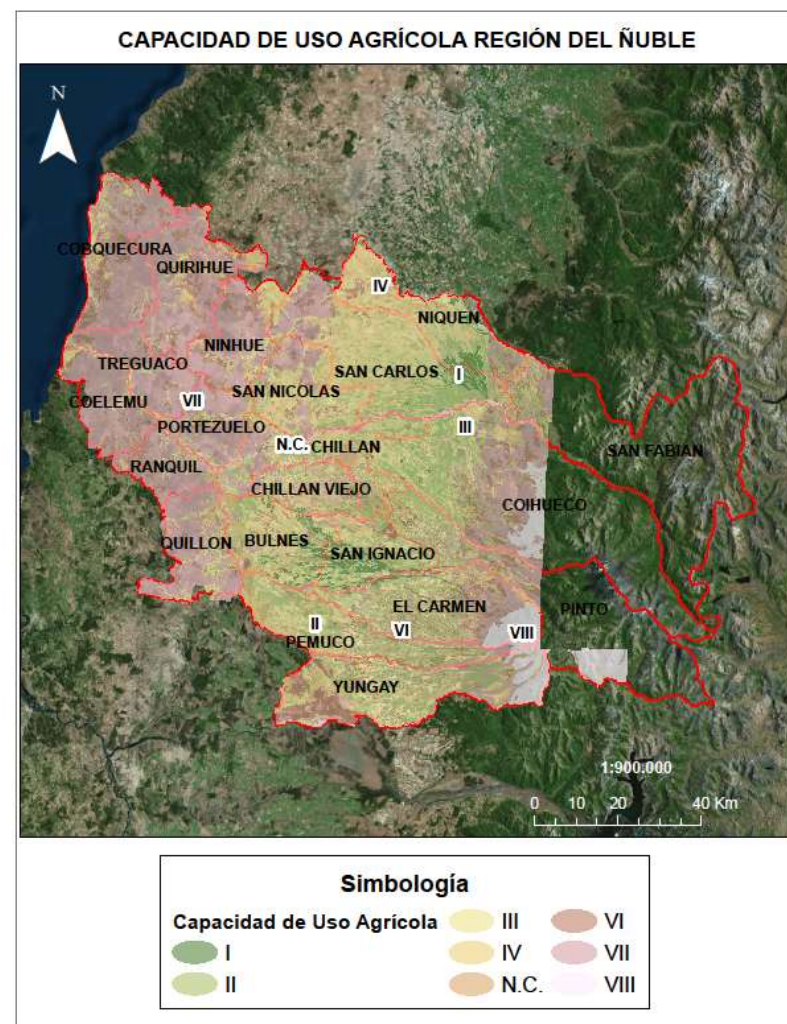 CAPACIDAD DE USO AGRÍCOLA REGIÓN DEL ÑUBLE
N
COBQUECURA
QUIRIHUE
IV
NIQUEN
NINHUE
TREGUACO
SAN CARLOS
I
SAN NICOLAS
COELEMU
VII
PORTEZUELO
III
N.C.
CHILLAN
SAN FABIAN
RANQUIL
CHILLAN VIEJO
COIHUECO
QUILLON
BULNES
SAN IGNACIO
EL CARMEN
PINTO
II
VI
VIII
PEMUCO
YUNGAY
1:900.000
0 10 20 40 Km
Simbología
Capacidad de Uso Agrícola
I
II
III
IV
N.C.
VI
VII
VIII